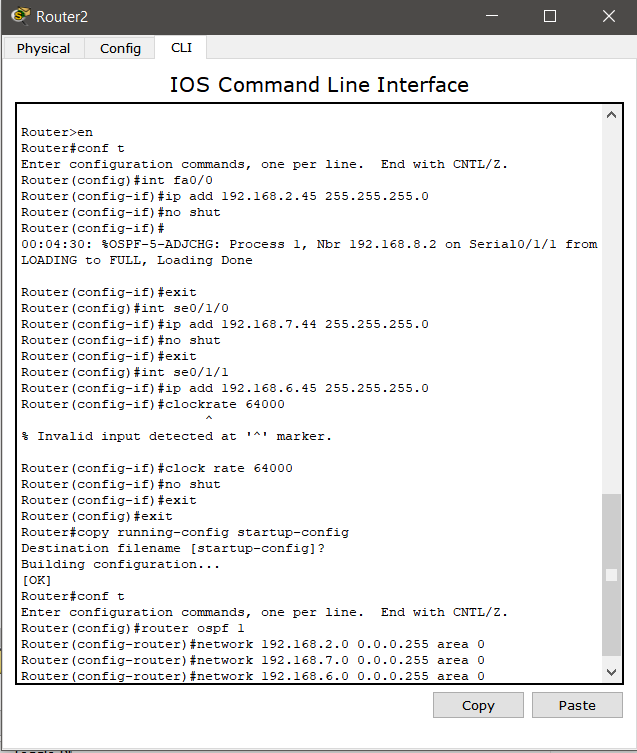 Router2
Physical Config CLI
IOS Command Line Interface
Router>en
Router#conf t
Enter configuration commands, one per line.  End with CNTL/Z.
Router(config)#int fa0/0
Router(config-if)#ip add 192.168.2.45 255.255.255.0
Router(config-if)#no shut
Router(config-if)#
00:04:30: %OSPF-5-ADJCHG: Process 1, Nbr 192.168.8.2 on Serial0/1/1 from
LOADING to FULL, Loading Done
Router(config-if)#exit
Router(config)#int se0/1/0
Router(config-if)#ip add 192.168.7.44 255.255.255.0
Router(config-if)#no shut
Router(config-if)#exit
Router(config)#int se0/1/1
Router(config-if)#ip add 192.168.6.45 255.255.255.0
Router(config-if)#clockrate 64000
^
% Invalid input detected at '^' marker.
Router(config-if)#clock rate 64000
Router(config-if)#no shut
Router(config-if)#exit
Router(config)#exit
Router#copy running-config startup-config
Destination filename [startup-config]?
Building configuration...
[OK]
Router#conf t
Enter configuration commands, one per line.  End with CNTL/Z.
Router(config)#router ospf 1
Router(config-router)#network 192.168.2.0 0.0.0.255 area 0
Router(config-router)#network 192.168.7.0 0.0.0.255 area 0
Router(config-router)#network 192.168.6.0 0.0.0.255 area 0
Copy Paste